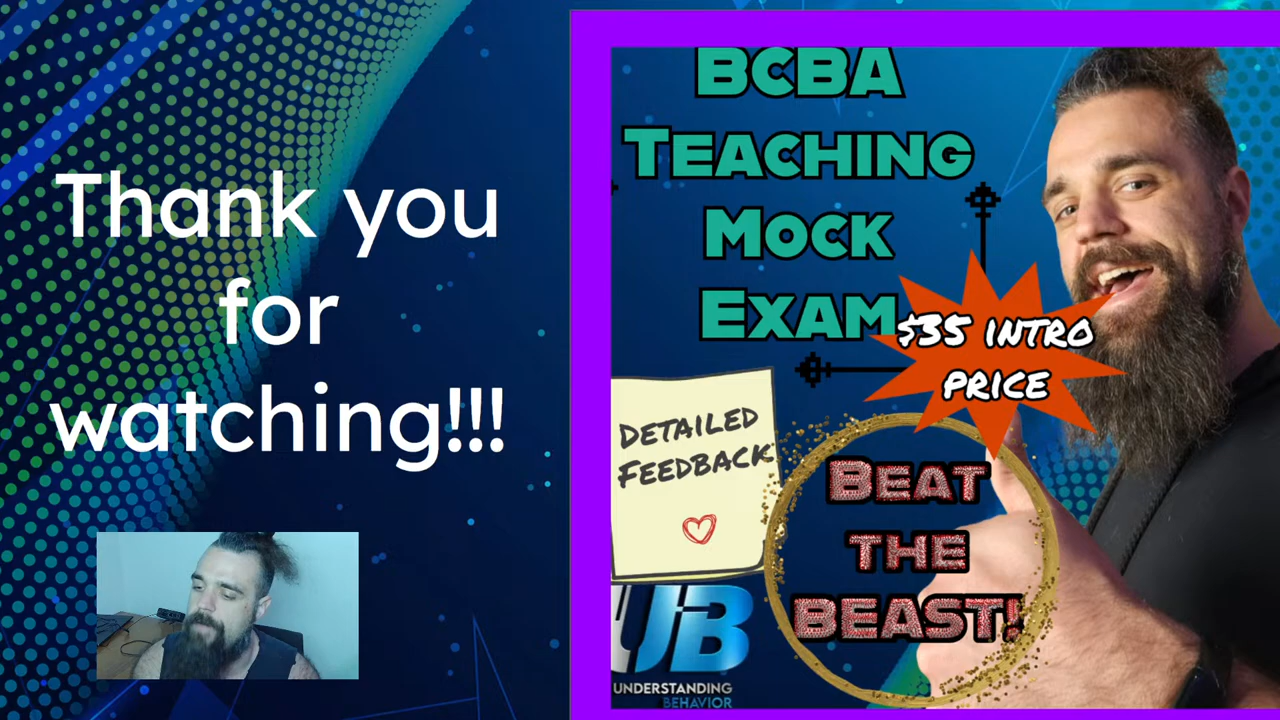 Thank you
for
watching!!!
BCBA
TEACHING
MOCK
EXAM
$35 INTRO
PRICE
DETAILED
FEEDBACK
BEAT
THE
BEAST!
UB
UNDERSTANDING
BEHAVIOR